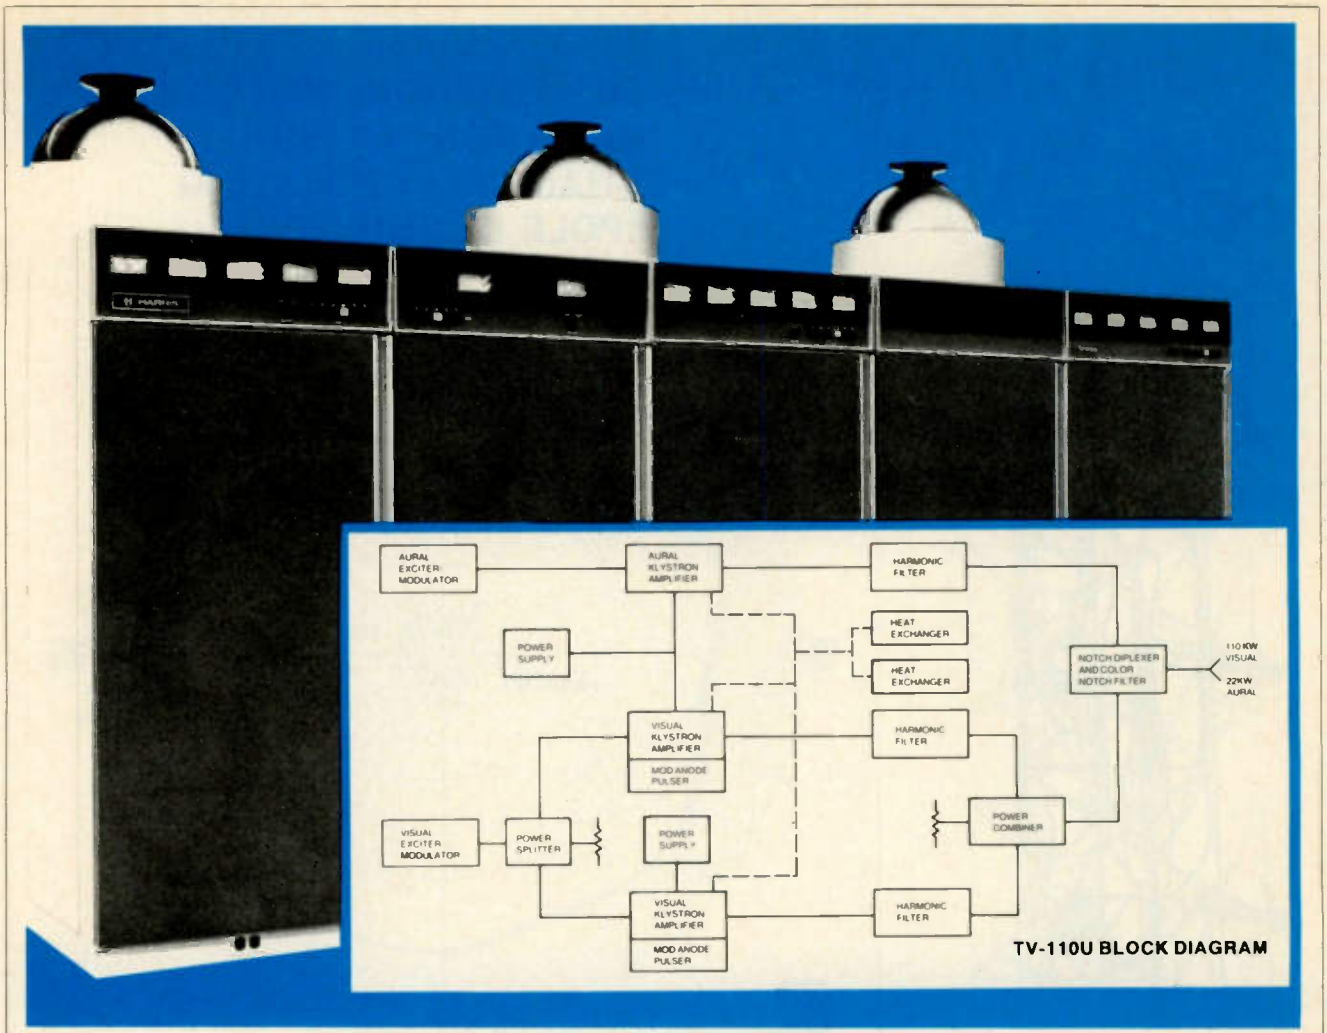 HARRIS
AURAL
EXCITER
MODULATOR
AURAL
KLYSTRON
AMPLIFIER
HARMONIC
FILTER
HEAT
EXCHANGER
POWER
SUPPLY
HEAT
EXCHANGER
NOTCH DIPLEXER
AND COLOR
NOTCH FILTER
110 KW
VISUAL
22KW
AURAL
VISUAL
KLYSTRON
AMPLIFIER
MOD ANODE
PULSER
HARMONIC
FILTER
VISUAL
EXCITER
MODULATOR
POWER
SPLITTER
POWER
SUPPLY
POWER
COMBINER
VISUAL
KLYSTRON
AMPLIFIER
MOD ANODE
PULSER
HARMONIC
FILTER
TV-110U BLOCK DIAGRAM